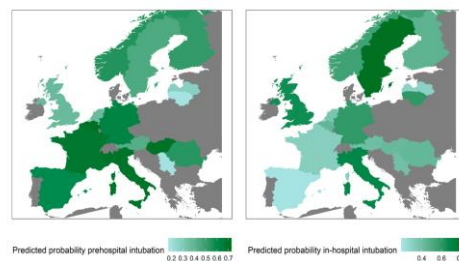 Predicted probability prehospital intubation
0.2 0.3 0.4 0.5 0.6 0.7
Predicted probability in-hospital intubation
0.4 0.6